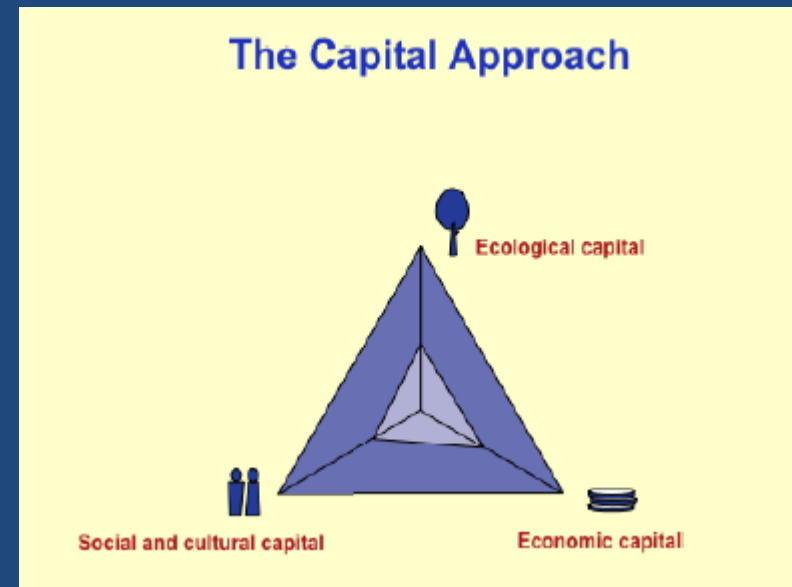 The Capital Approach
Ecological capital
Social and cultural capital
Economic capital